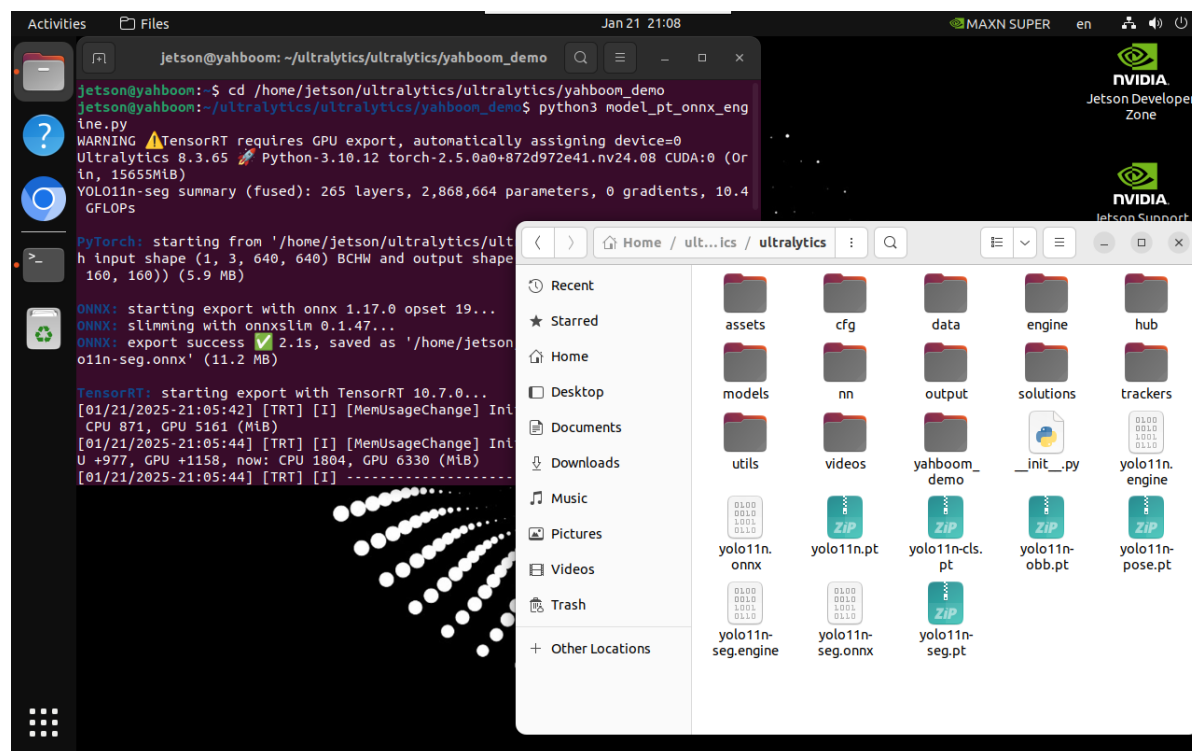 Activities
Files
Jan 21 21:08
MAXN SUPER
en
jetson@yahboom: ~/ultralytics/ultralytics/yahboom_demo
jetson@yahboom:~$ cd /home/jetson/ultralytics/ultralytics/yahboom_demo
jetson@yahboom:~/ultralytics/ultralytics/yahboom_demo$ python3 model_pt_onnx_eng
ine.py
WARNING ⚠️TensorRT requires GPU export, automatically assigning device=0
Ultralytics 8.3.65 🚀 Python-3.10.12 torch-2.5.0a0+872d972e41.nv24.08 CUDA:0 (Or
in, 15655MiB)
YOLO11n-seg summary (fused): 265 layers, 2,868,664 parameters, 0 gradients, 10.4
GFLOPs
PyTorch: starting from '/home/jetson/ultralytics/ult
h input shape (1, 3, 640, 640) BCHW and output shape
160, 160)) (5.9 MB)
ONNX: starting export with onnx 1.17.0 opset 19...
ONNX: slimming with onnxslim 0.1.47...
ONNX: export success ✅ 2.1s, saved as '/home/jetson
o11n-seg.onnx' (11.2 MB)
TensorRT: starting export with TensorRT 10.7.0...
[01/21/2025-21:05:42] [TRT] [I] [MemUsageChange] Ini
CPU 871, GPU 5161 (MiB)
[01/21/2025-21:05:44] [TRT] [I] [MemUsageChange] Ini
U +977, GPU +1158, now: CPU 1804, GPU 6330 (MiB)
[01/21/2025-21:05:44] [TRT] [I] --------------------
NVIDIA.
Jetson Developer
Zone
NVIDIA.
Jetson Support
Home / ult...ics / ultralytics
Recent
Starred
Home
Desktop
Documents
Downloads
Music
Pictures
Videos
Trash
+ Other Locations
assets
cfg
data
engine
hub
models
nn
output
solutions
trackers
utils
videos
yahboom_
demo
__init__.py
yolo11n.
engine
yolo11n.
onnx
yolo11n.pt
yolo11n-cls.
pt
yolo11n-
obb.pt
yolo11n-
pose.pt
yolo11n-
seg.engine
yolo11n-
seg.onnx
yolo11n-
seg.pt